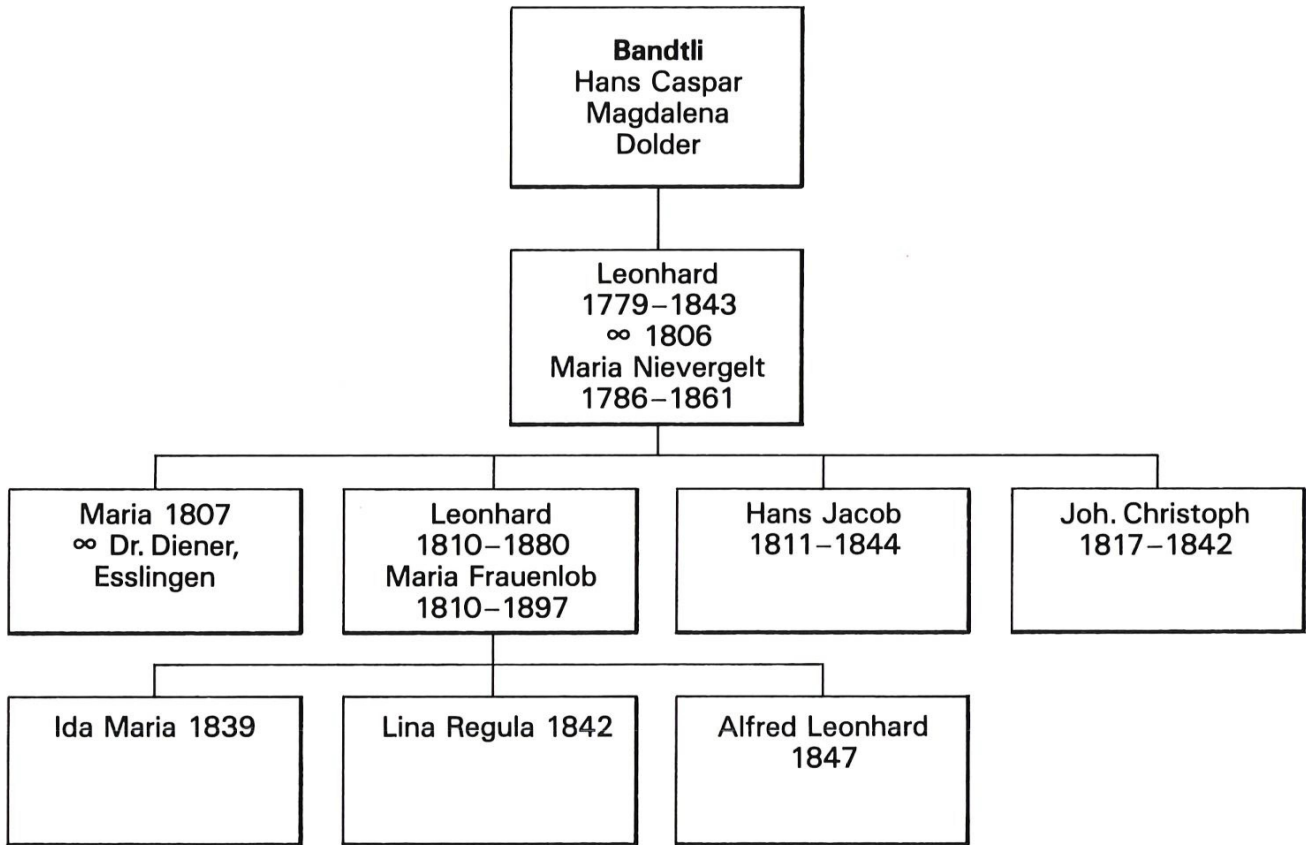 Bandtli
Hans Caspar
Magdalena
Dolder
Leonhard
1779–1843
∞ 1806
Maria Nievergelt
1786–1861
Maria 1807
∞ Dr. Diener,
Esslingen
Leonhard
1810–1880
Maria Frauenlob
1810–1897
Hans Jacob
1811–1844
Joh. Christoph
1817–1842
Ida Maria 1839
Lina Regula 1842
Alfred Leonhard
1847